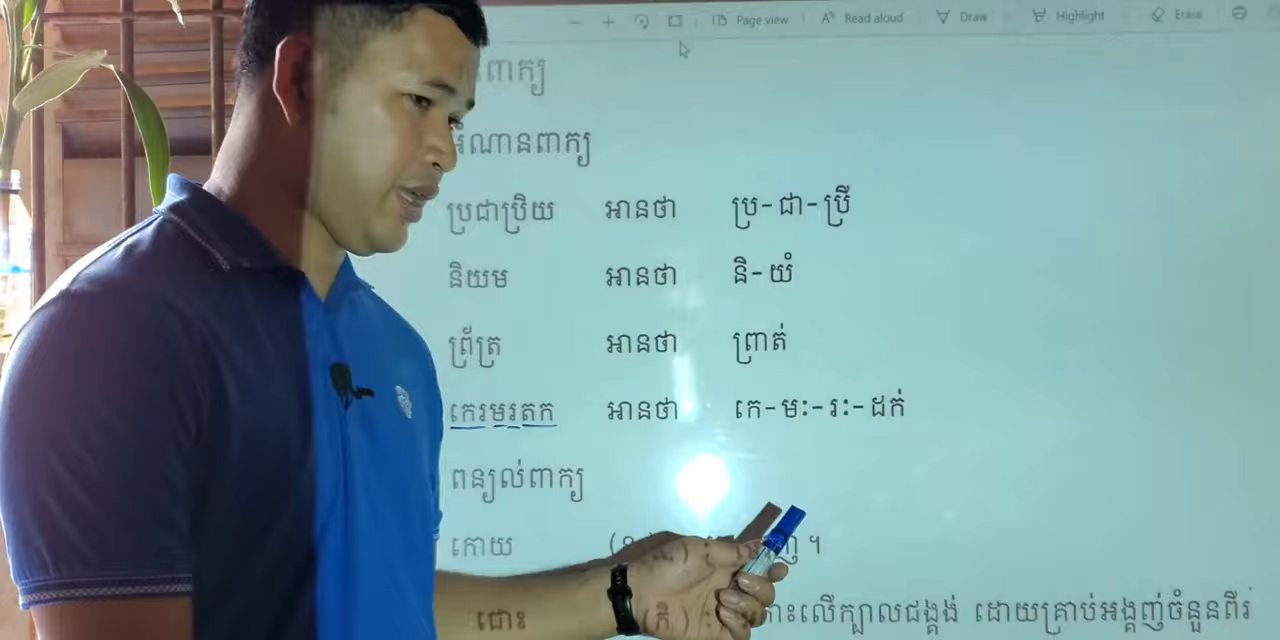 Page view Read aloud Draw Highlight Erase
ពាក្យ
អំណានពាក្យ
ប្រជាប្រិយ អានថា ប្រ-ជា-ប្រី
និយម អានថា និ-យំ
ព្រ័ត្រ អានថា ព្រាត់
កេរមរតក អានថា កេ-មៈ-រៈ-ដក់
ពន្យល់ពាក្យ
កោយ
ជោះ លើក្បាលជង្គង់ ដោយគ្រាប់អង្គញ់ចំនួនពីរ